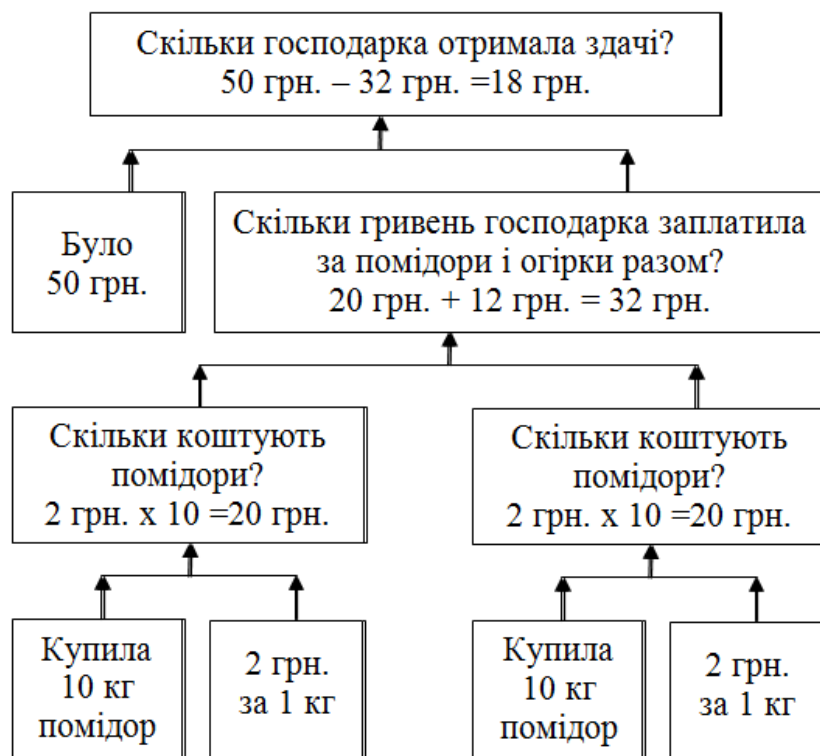 Скільки господарка отримала здачі?
50 грн. – 32 грн. =18 грн.
Було
50 грн.
Скільки гривень господарка заплатила
за помідори і огірки разом?
20 грн. + 12 грн. = 32 грн.
Скільки коштують
помідори?
2 грн. х 10 =20 грн.
Скільки коштують
помідори?
2 грн. х 10 =20 грн.
Купила
10 кг
помідор
2 грн.
за 1 кг
Купила
10 кг
помідор
2 грн.
за 1 кг